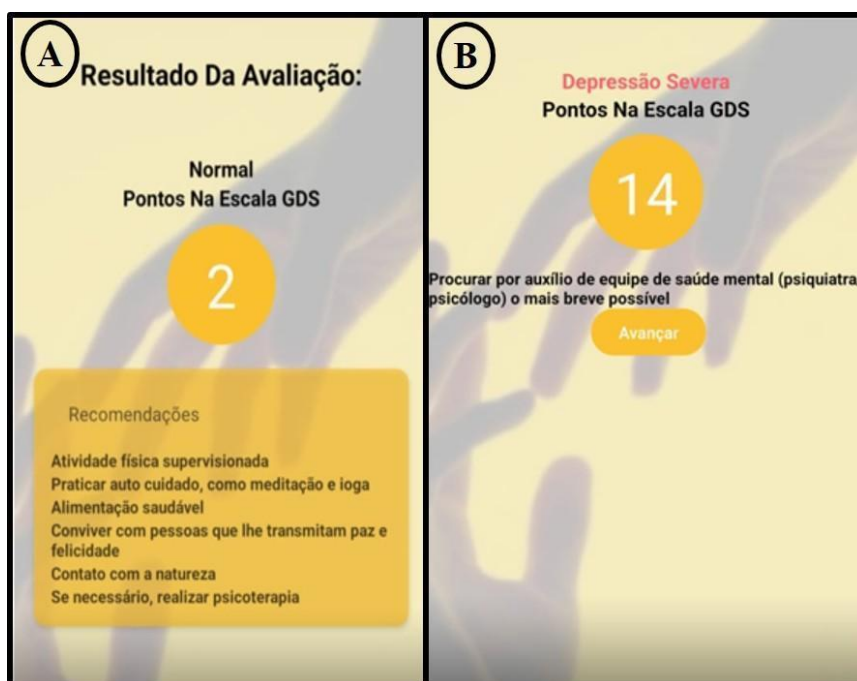 A
Resultado Da Avaliação:
Normal
Pontos Na Escala GDS
2
Recomendações
Atividade física supervisionada
Praticar auto cuidado, como meditação e ioga
Alimentação saudável
Conviver com pessoas que lhe transmitam paz e
felicidade
Contato com a natureza
Se necessário, realizar psicoterapia
B
Depressão Severa
Pontos Na Escala GDS
14
Procurar por auxílio de equipe de saúde mental (psiquiatra,
psicólogo) o mais breve possível
Avançar